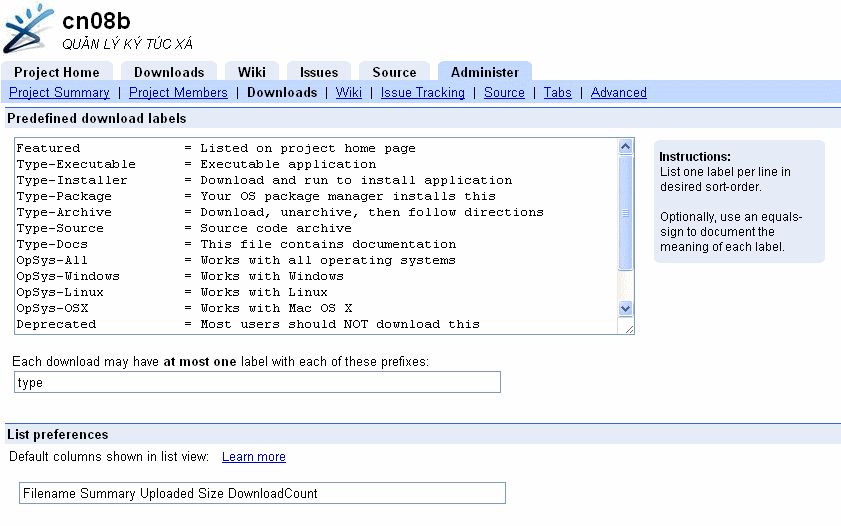 cn08b
QUẢN LÝ KÝ TÚC XÁ
Project Home Downloads Wiki Issues Source Administer
Project Summary | Project Members | Downloads | Wiki | Issue Tracking | Source | Tabs | Advanced
Predefined download labels
Featured = Listed on project home page
Type-Executable = Executable application
Type-Installer = Download and run to install application
Type-Package = Your OS package manager installs this
Type-Archive = Download, unarchive, then follow directions
Type-Source = Source code archive
Type-Docs = This file contains documentation
OpSys-All = Works with all operating systems
OpSys-Windows = Works with Windows
OpSys-Linux = Works with Linux
OpSys-OSX = Works with Mac OS X
Deprecated = Most users should NOT download this
Instructions:
List one label per line in
desired sort-order.
Optionally, use an equals-
sign to document the
meaning of each label.
Each download may have at most one label with each of these prefixes:
type
List preferences
Default columns shown in list view: Learn more
Filename Summary Uploaded Size DownloadCount